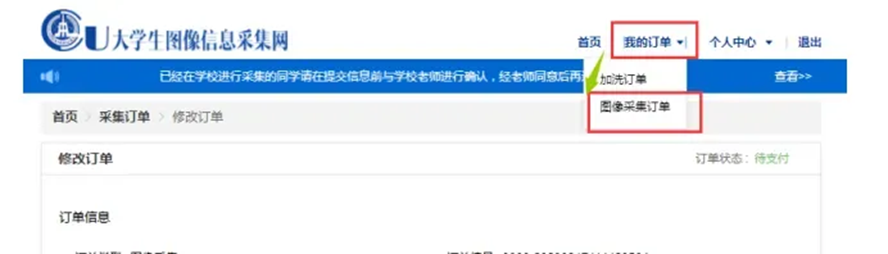 U大学生图像信息采集网
首页 我的订单 个人中心 退出
已经在学校进行采集的同学请在提交信息前与学校老师进行确认，经老师同意后再 查看>>
加洗订单
图像采集订单
首页 > 采集订单 > 修改订单
修改订单 订单状态：待支付
订单信息